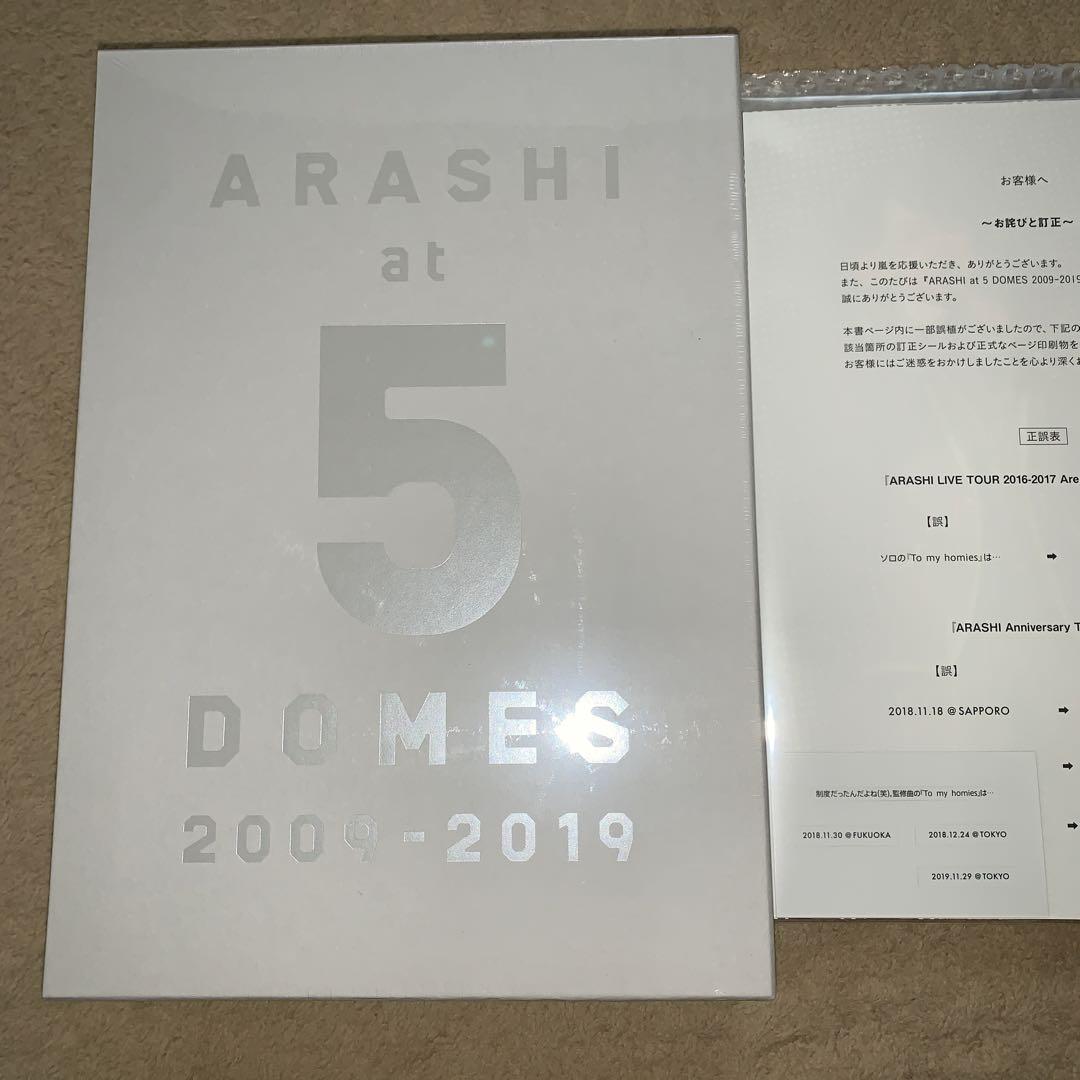 ARASHI
at
5
DOMES
2009-2019
お客様へ
～お詫びと訂正～
日頃より嵐を応援いただき、ありがとうございます。
また、このたびは『ARASHI at 5 DOMES 2009-2019
誠にありがとうございます。
本書ページ内に一部誤植がございましたので、下記の
該当箇所の訂正シールおよび正式なページ印刷物を
お客様にはご迷惑をおかけしましたことを心より深くお
正誤表
『ARASHI LIVE TOUR 2016-2017 Are
【誤】
ソロの『To my homies』は… ➡
『ARASHI Anniversary T
【誤】
2018.11.18 @SAPPORO ➡
➡
➡
制度だったんだよね(笑)。監修曲の『To my homies』は…
2018.11.30 @FUKUOKA 2018.12.24 @TOKYO
2019.11.29 @TOKYO